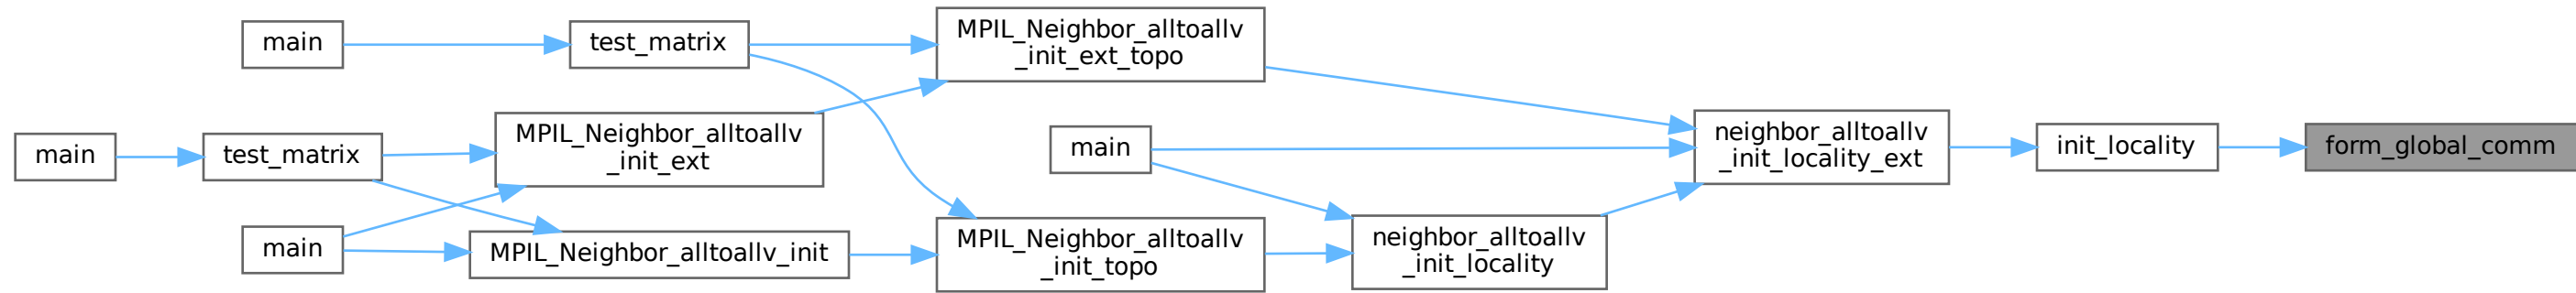 main
test_matrix
MPIL_Neighbor_alltoallv
_init_ext_topo
main
test_matrix
MPIL_Neighbor_alltoallv
_init_ext
main
MPIL_Neighbor_alltoallv_init
MPIL_Neighbor_alltoallv
_init_topo
main
neighbor_alltoallv
_init_locality
neighbor_alltoallv
_init_locality_ext
init_locality
form_global_comm